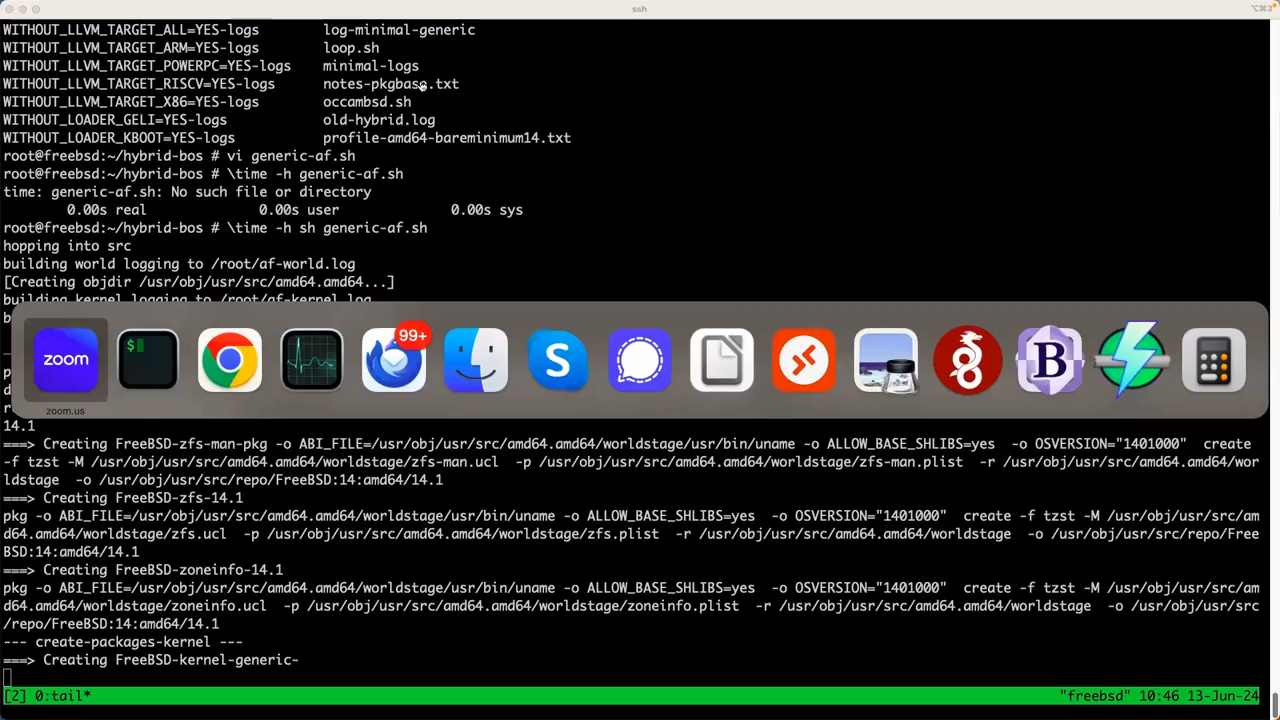 ssh
⌥⌘3
WITHOUT_LLVM_TARGET_ALL=YES-logs log-minimal-generic
WITHOUT_LLVM_TARGET_ARM=YES-logs loop.sh
WITHOUT_LLVM_TARGET_POWERPC=YES-logs minimal-logs
WITHOUT_LLVM_TARGET_RISCV=YES-logs notes-pkgbase.txt
WITHOUT_LLVM_TARGET_X86=YES-logs occambsd.sh
WITHOUT_LOADER_GELI=YES-logs old-hybrid.log
WITHOUT_LOADER_KBOOT=YES-logs profile-amd64-bareminimum14.txt
root@freebsd:~/hybrid-bos # vi generic-af.sh
root@freebsd:~/hybrid-bos # \time -h generic-af.sh
time: generic-af.sh: No such file or directory
0.00s real 0.00s user 0.00s sys
root@freebsd:~/hybrid-bos # \time -h sh generic-af.sh
hopping into src
building world logging to /root/af-world.log
[Creating objdir /usr/obj/usr/src/amd64.amd64...]
building kernel logging to /root/af-kernel.log
zoom
$
99+
S
B
zoom.us
14.1
===> Creating FreeBSD-zfs-man-pkg -o ABI_FILE=/usr/obj/usr/src/amd64.amd64/worldstage/usr/bin/uname -o ALLOW_BASE_SHLIBS=yes -o OSVERSION="1401000" create
-f tzst -M /usr/obj/usr/src/amd64.amd64/worldstage/zfs-man.ucl -p /usr/obj/usr/src/amd64.amd64/worldstage/zfs-man.plist -r /usr/obj/usr/src/amd64.amd64/wor
ldstage -o /usr/obj/usr/src/repo/FreeBSD:14:amd64/14.1
===> Creating FreeBSD-zfs-14.1
pkg -o ABI_FILE=/usr/obj/usr/src/amd64.amd64/worldstage/usr/bin/uname -o ALLOW_BASE_SHLIBS=yes -o OSVERSION="1401000" create -f tzst -M /usr/obj/usr/src/am
d64.amd64/worldstage/zfs.ucl -p /usr/obj/usr/src/amd64.amd64/worldstage/zfs.plist -r /usr/obj/usr/src/amd64.amd64/worldstage -o /usr/obj/usr/src/repo/Free
BSD:14:amd64/14.1
===> Creating FreeBSD-zoneinfo-14.1
pkg -o ABI_FILE=/usr/obj/usr/src/amd64.amd64/worldstage/usr/bin/uname -o ALLOW_BASE_SHLIBS=yes -o OSVERSION="1401000" create -f tzst -M /usr/obj/usr/src/am
d64.amd64/worldstage/zoneinfo.ucl -p /usr/obj/usr/src/amd64.amd64/worldstage/zoneinfo.plist -r /usr/obj/usr/src/amd64.amd64/worldstage -o /usr/obj/usr/src
/repo/FreeBSD:14:amd64/14.1
--- create-packages-kernel ---
===> Creating FreeBSD-kernel-generic-
[2] 0:tail* "freebsd" 10:46 13-Jun-24